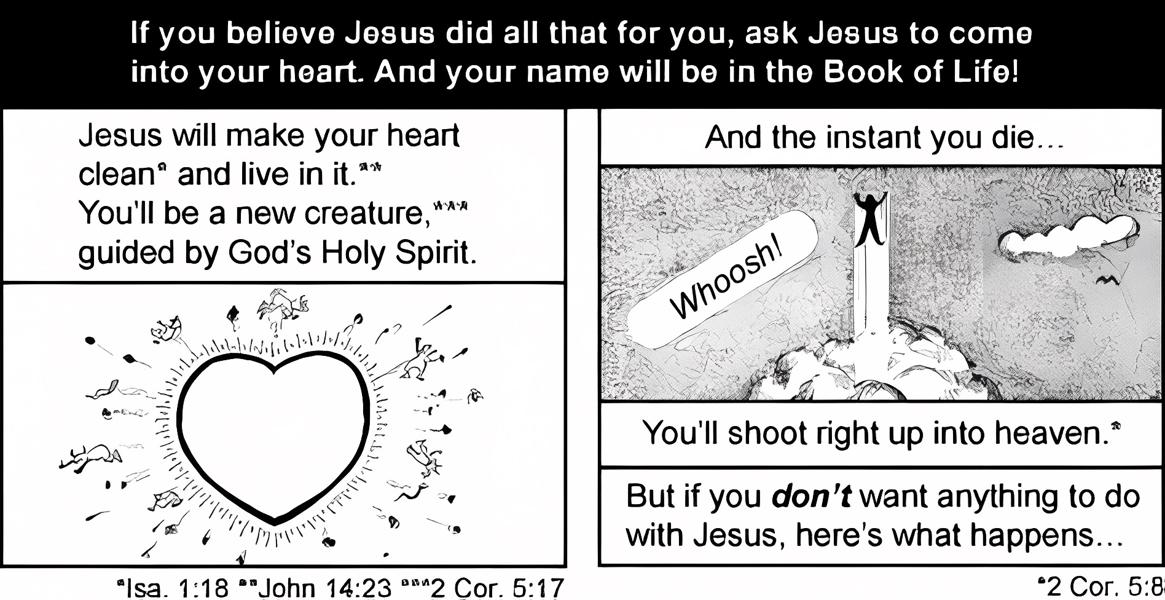 If you believe Jesus did all that for you, ask Jesus to come
into your heart. And your name will be in the Book of Life!
Jesus will make your heart
clean* and live in it.**
You'll be a new creature,***
guided by God's Holy Spirit.
*Isa. 1:18 **John 14:23 ***2 Cor. 5:17
And the instant you die...
Whoosh!
You'll shoot right up into heaven.*
But if you don't want anything to do
with Jesus, here's what happens...
*2 Cor. 5:8